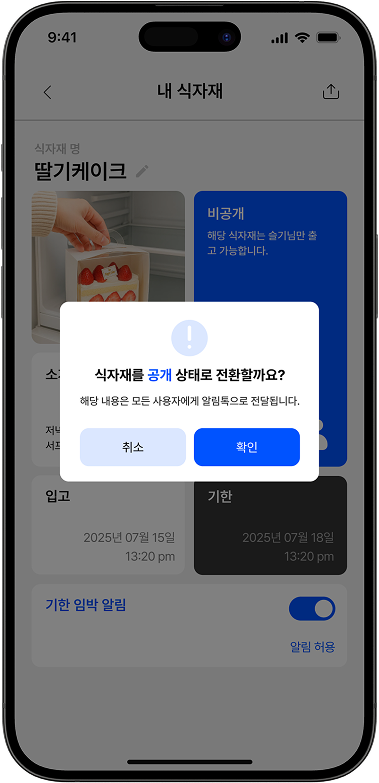 9:41
내 식자재
식자재 명
딸기케이크
비공개
해당 식자재는 슬기님만 출
고 가능합니다.
식자재를 공개 상태로 전환할까요?
해당 내용은 모든 사용자에게 알림톡으로 전달됩니다.
취소
확인
입고
기한
2025년 07월 15일
13:20 pm
2025년 07월 18일
13:20 pm
기한 임박 알림
알림 허용